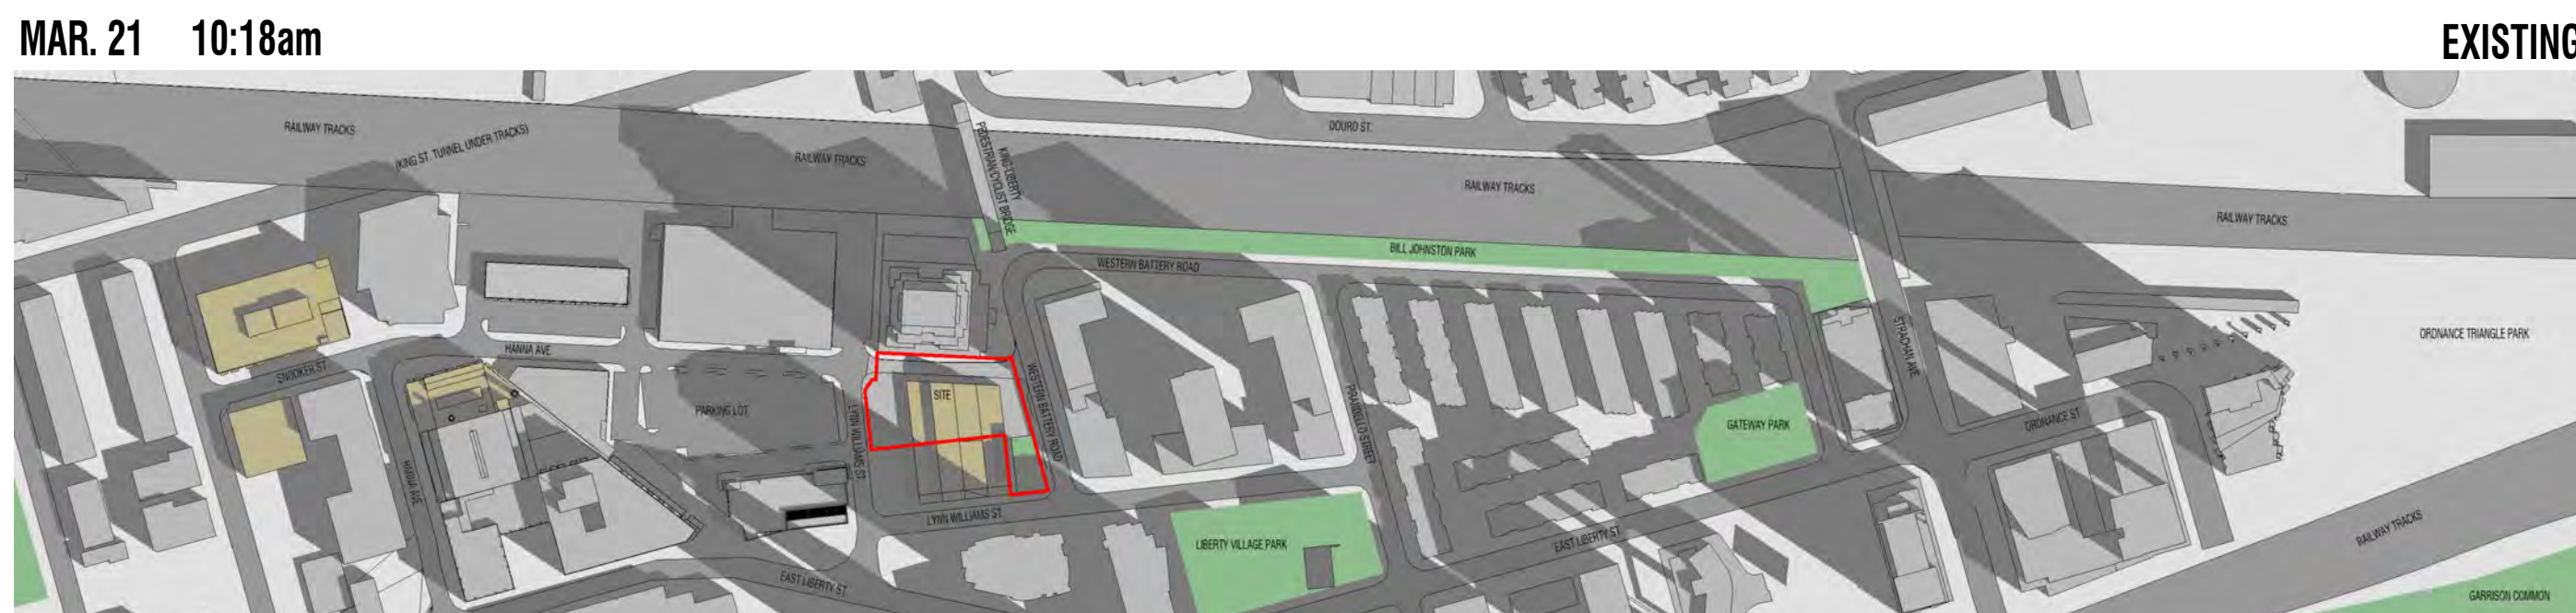 MAR. 21 10:18am
EXISTING
RAILWAY TRACKS
(KING ST. TUNNEL UNDER TRACKS)
RAILWAY TRACKS
KING-LIBERTY
PEDESTRIAN/CYCLIST BRIDGE
DOURO ST.
RAILWAY TRACKS
RAILWAY TRACKS
BILL JOHNSTON PARK
WESTERN BATTERY ROAD
STRACHAN AVE
ORDNANCE TRIANGLE PARK
HANNA AVE
SNOOKER ST
SITE
PARKING LOT
LYNN WILLIAMS ST
WESTERN BATTERY ROAD
PIRANDELLO STREET
GATEWAY PARK
ORDNANCE ST
HANNA AVE
LYNN WILLIAMS ST.
LIBERTY VILLAGE PARK
EAST LIBERTY ST
RAILWAY TRACKS
EAST LIBERTY ST
GARRISON COMMON